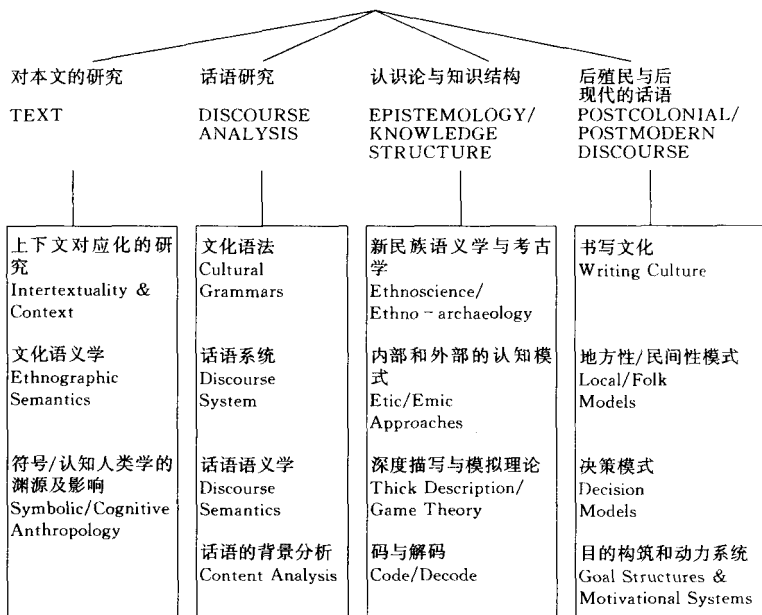 对本文的研究
TEXT
话语研究
DISCOURSE
ANALYSIS
认识论与知识结构
EPISTEMOLOGY/
KNOWLEDGE
STRUCTURE
后殖民与后
现代的话语
POSTCOLONIAL/
POSTMODERN
DISCOURSE
上下文对应化的研
究
Intertextuality &
Context
文化语义学
Ethnographic
Semantics
符号/认知人类学的
渊源及影响
Symbolic/Cognitive
Anthropology
文化语法
Cultural
Grammars
话语系统
Discourse
System
话语语义学
Discourse
Semantics
话语的背景分析
Content Analysis
新民族语义学与考古
学
Ethnoscience/
Ethno-archaeology
内部和外部的认知模
式
Etic/Emic
Approaches
深度描写与模拟理论
Thick Description/
Game Theory
码与解码
Code/Decode
书写文化
Writing Culture
地方性/民间性模式
Local/Folk
Models
决策模式
Decision
Models
目的构筑和动力系统
Goal Structures &
Motivational Systems